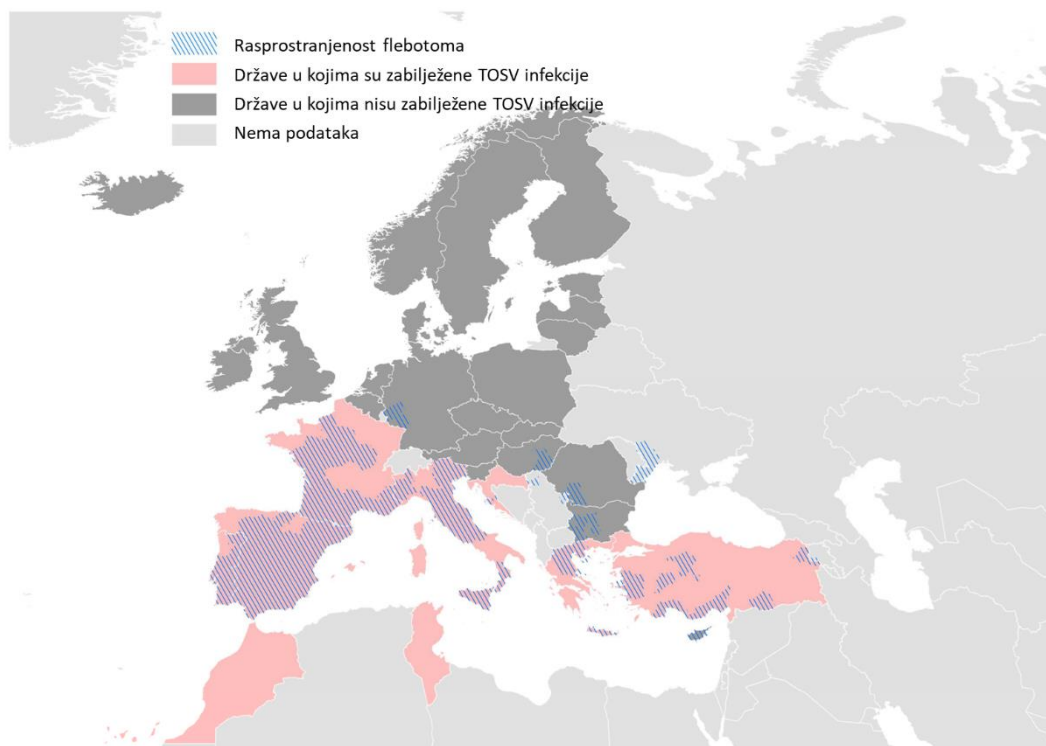 Rasprostranjenost flebotoma
Države u kojima su zabilježene TOSV infekcije
Države u kojima nisu zabilježene TOSV infekcije
Nema podataka